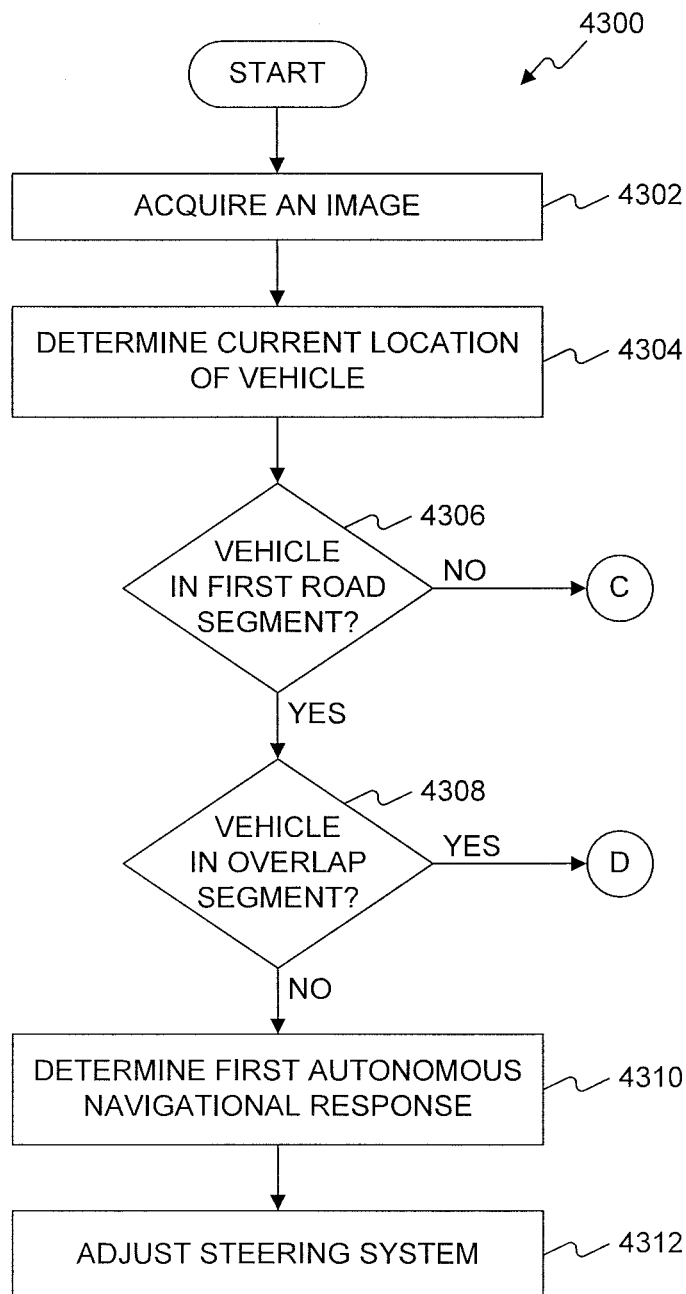 4300
START
ACQUIRE AN IMAGE
4302
DETERMINE CURRENT LOCATION
OF VEHICLE
4304
4306
VEHICLE
IN FIRST ROAD
SEGMENT?
NO
C
YES
4308
VEHICLE
IN OVERLAP
SEGMENT?
YES
D
NO
DETERMINE FIRST AUTONOMOUS
NAVIGATIONAL RESPONSE
4310
ADJUST STEERING SYSTEM
4312